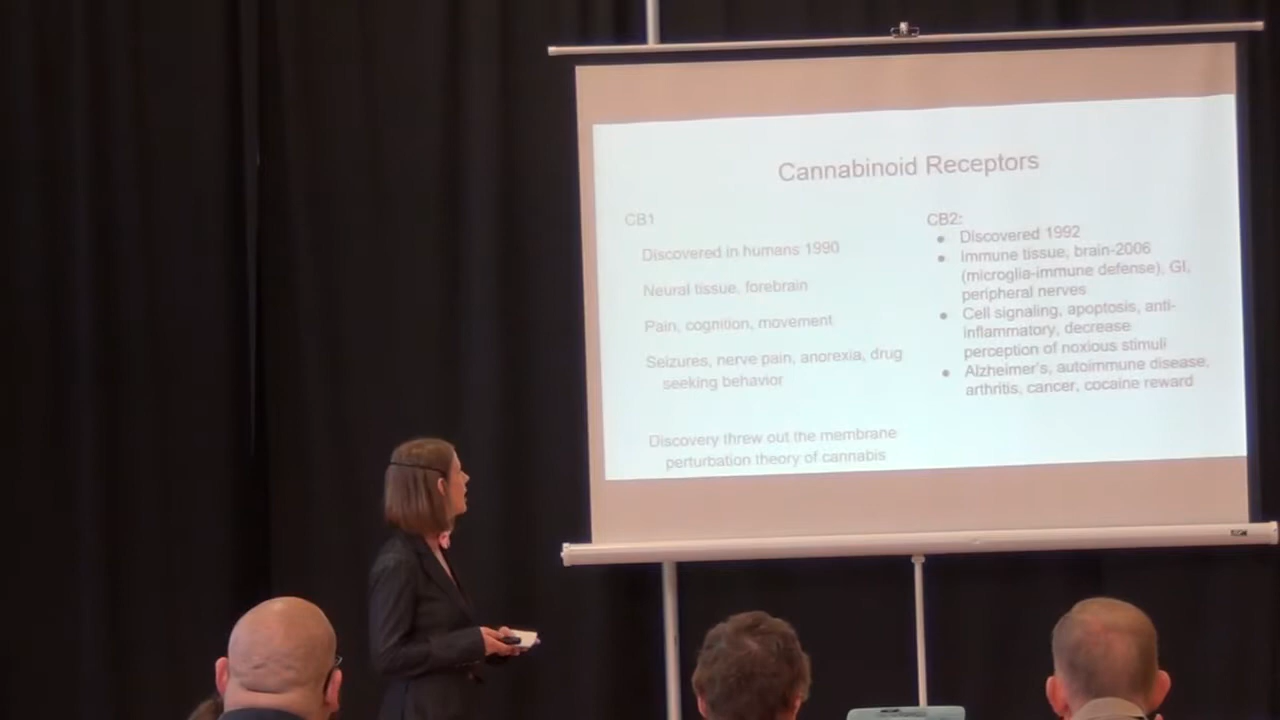 Cannabinoid Receptors
CB1
Discovered in humans 1990
Neural tissue, forebrain
Pain, cognition, movement
Seizures, nerve pain, anorexia, drug
seeking behavior
Discovery threw out the membrane
perturbation theory of cannabis
CB2:
● Discovered 1992
● Immune tissue, brain-2006
(microglia-immune defense), GI,
peripheral nerves
● Cell signaling, apoptosis, anti-
inflammatory, decrease
perception of noxious stimuli
● Alzheimer's, autoimmune disease,
arthritis, cancer, cocaine reward